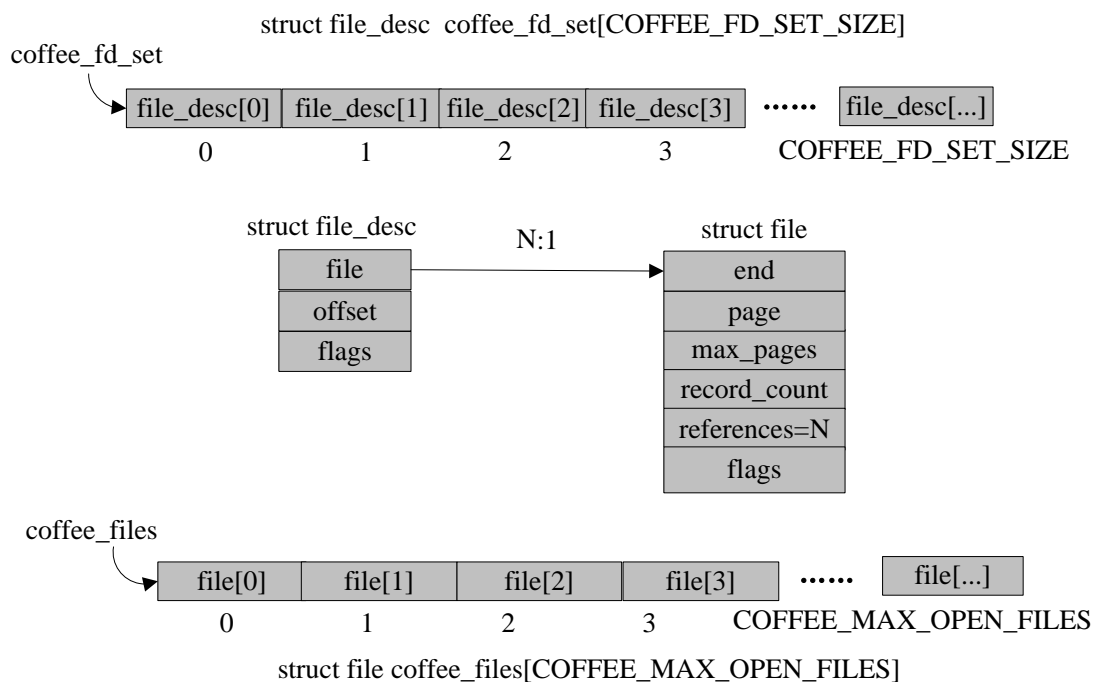 struct file_desc coffee_fd_set[COFFEE_FD_SET_SIZE]
coffee_fd_set
file_desc[0] file_desc[1] file_desc[2] file_desc[3] ...... file_desc[...]
0 1 2 3 COFFEE_FD_SET_SIZE
struct file_desc N:1 struct file
file end
offset page
flags max_pages
record_count
references=N
flags
coffee_files
file[0] file[1] file[2] file[3] ...... file[...]
0 1 2 3 COFFEE_MAX_OPEN_FILES
struct file coffee_files[COFFEE_MAX_OPEN_FILES]